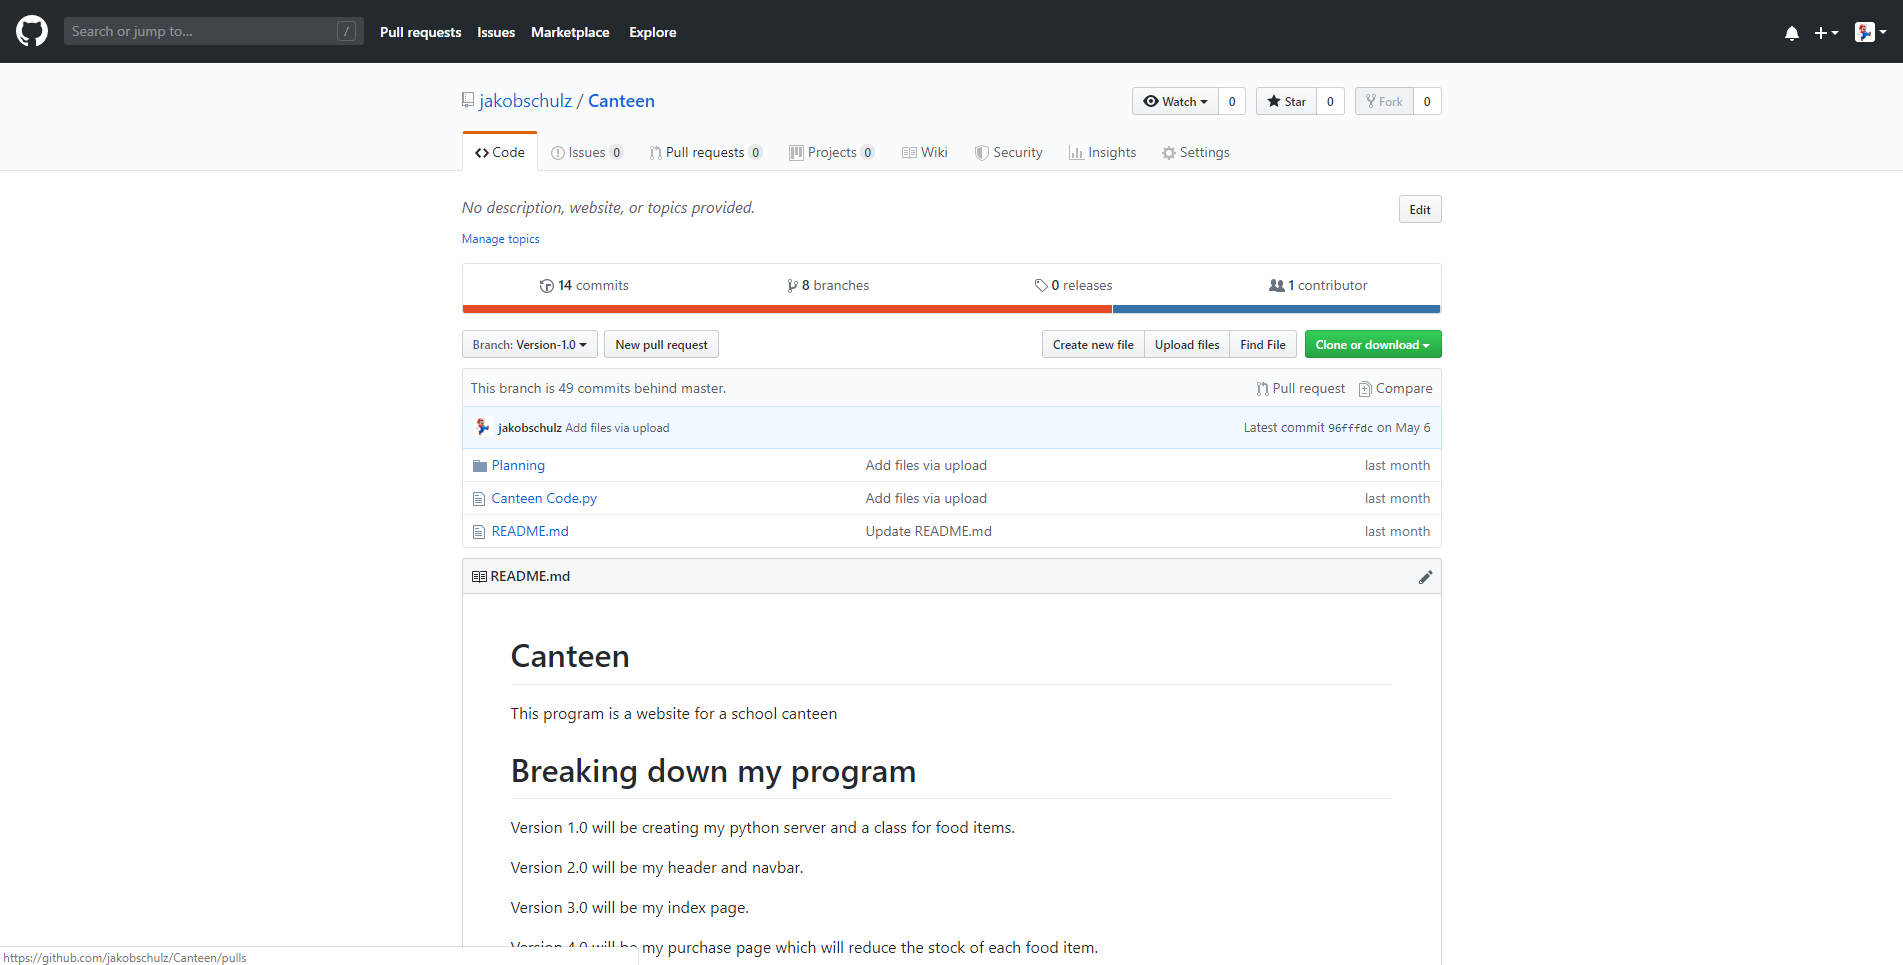 Search or jump to... /
Pull requests Issues Marketplace Explore
jakobschulz / Canteen
Watch 0 Star 0 Fork 0
Code Issues 0 Pull requests 0 Projects 0 Wiki Security Insights Settings
No description, website, or topics provided.
Edit
Manage topics
14 commits 8 branches 0 releases 1 contributor
Branch: Version-1.0 New pull request Create new file Upload files Find File Clone or download
This branch is 49 commits behind master. Pull request Compare
jakobschulz Add files via upload Latest commit 96fffdc on May 6
Planning Add files via upload last month
Canteen Code.py Add files via upload last month
README.md Update README.md last month
README.md
Canteen
This program is a website for a school canteen
Breaking down my program
Version 1.0 will be creating my python server and a class for food items.
Version 2.0 will be my header and navbar.
Version 3.0 will be my index page.
Version 4.0 will be my purchase page which will reduce the stock of each food item.
https://github.com/jakobschulz/Canteen/pulls